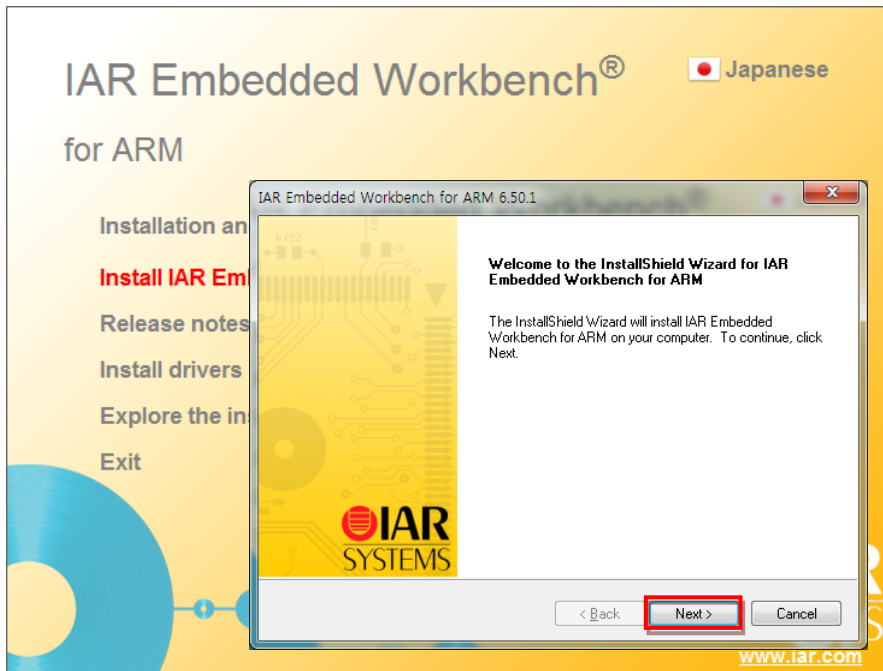 IAR Embedded Workbench®
Japanese
for ARM
Installation an
Install IAR Em
Release notes
Install drivers
Explore the in
Exit
IAR Embedded Workbench for ARM 6.50.1
Welcome to the InstallShield Wizard for IAR
Embedded Workbench for ARM
The InstallShield Wizard will install IAR Embedded
Workbench for ARM on your computer. To continue, click
Next.
IAR
SYSTEMS
< Back
Next >
Cancel
www.iar.com